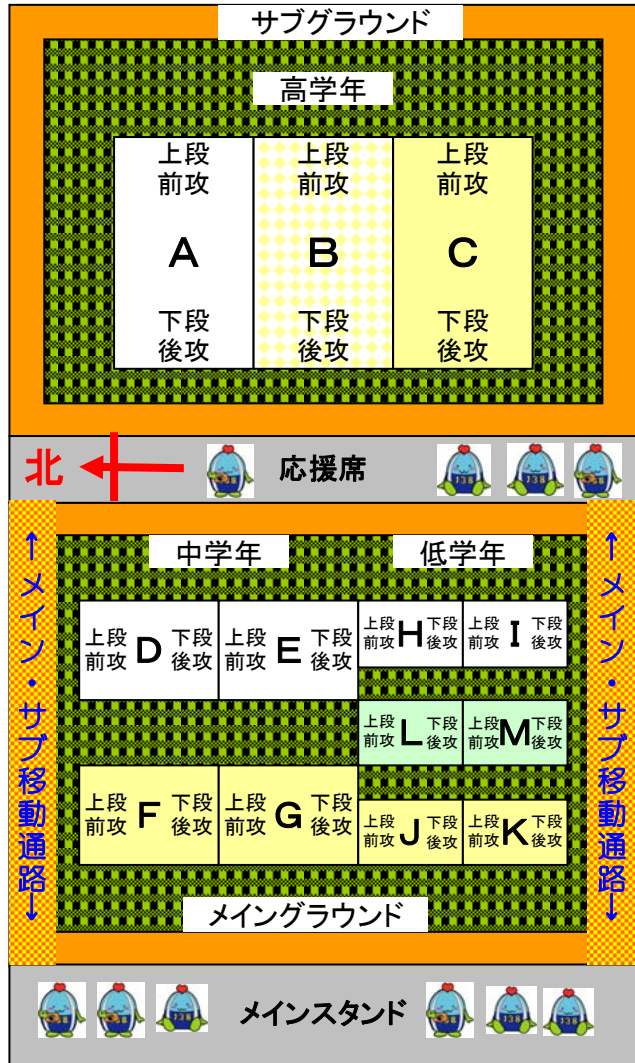 サブグラウンド
高学年
上段 上段 上段
前攻 前攻 前攻
A B C
下段 下段 下段
後攻 後攻 後攻
北 応援席
138 138 138
中学年 低学年
上段 下段 上段 下段 上段 下段 上段 下段
前攻 D 後攻 前攻 E 後攻 前攻 H 後攻 前攻 I 後攻
上段 下段 上段 下段
前攻 L 後攻 前攻 M 後攻
上段 下段 上段 下段 上段 下段 上段 下段
前攻 F 後攻 前攻 G 後攻 前攻 J 後攻 前攻 K 後攻
←メイン・サブ移動通路→
←メイン・サブ移動通路→
メイングラウンド
メインスタンド